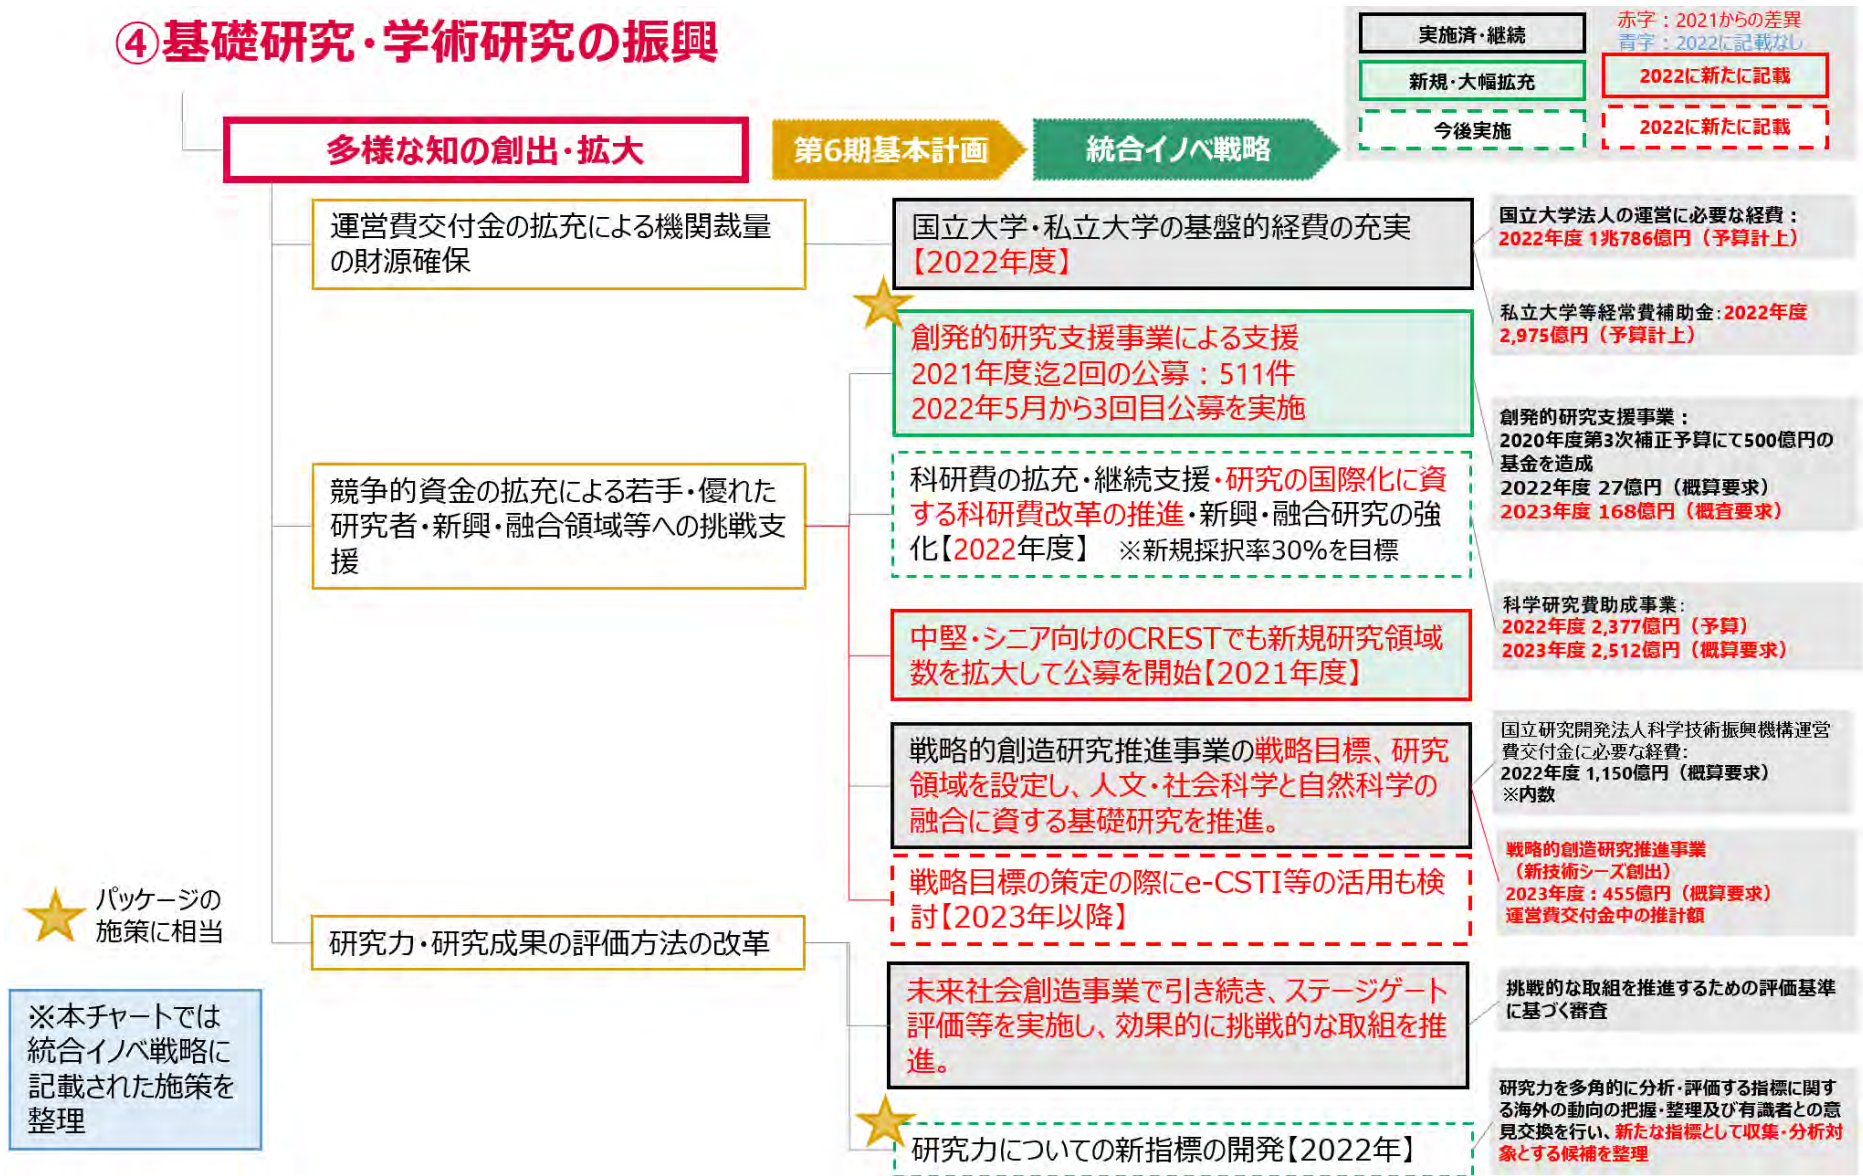 ④基礎研究・学術研究の振興
実施済・継続
赤字：2021からの差異
青字：2022に記載なし
新規・大幅拡充
2022に新たに記載
今後実施
2022に新たに記載
多様な知の創出・拡大
第6期基本計画
統合イノベ戦略
運営費交付金の拡充による機関裁量
の財源確保
国立大学・私立大学の基盤的経費の充実
【2022年度】
国立大学法人の運営に必要な経費：
2022年度 1兆786億円（予算計上）
私立大学等経常費補助金：2022年度
2,975億円（予算計上）
創発的研究支援事業による支援
2021年度迄2回の公募：511件
2022年5月から3回目公募を実施
創発的研究支援事業：
2020年度第3次補正予算にて500億円の
基金を造成
2022年度 27億円（概算要求）
2023年度 168億円（概査要求）
競争的資金の拡充による若手・優れた
研究者・新興・融合領域等への挑戦支
援
科研費の拡充・継続支援・研究の国際化に資
する科研費改革の推進・新興・融合研究の強
化【2022年度】 ※新規採択率30%を目標
科学研究費助成事業：
2022年度 2,377億円（予算）
2023年度 2,512億円（概算要求）
中堅・シニア向けのCRESTでも新規研究領域
数を拡大して公募を開始【2021年度】
戦略的創造研究推進事業の戦略目標、研究
領域を設定し、人文・社会科学と自然科学の
融合に資する基礎研究を推進。
国立研究開発法人科学技術振興機構運営
費交付金に必要な経費：
2022年度 1,150億円（概算要求）
※内数
戦略的創造研究推進事業
（新技術シーズ創出）
2023年度：455億円（概算要求）
運営費交付金中の推計額
戦略目標の策定の際にe-CSTI等の活用も検
討【2023年以降】
パッケージの
施策に相当
研究力・研究成果の評価方法の改革
未来社会創造事業で引き続き、ステージゲート
評価等を実施し、効果的に挑戦的な取組を推
進。
挑戦的な取組を推進するための評価基準
に基づく審査
※本チャートでは
統合イノベ戦略に
記載された施策を
整理
研究力についての新指標の開発【2022年】
研究力を多角的に分析・評価する指標に関す
る海外の動向の把握・整理及び有識者との意
見交換を行い、新たな指標として収集・分析対
象とする候補を整理